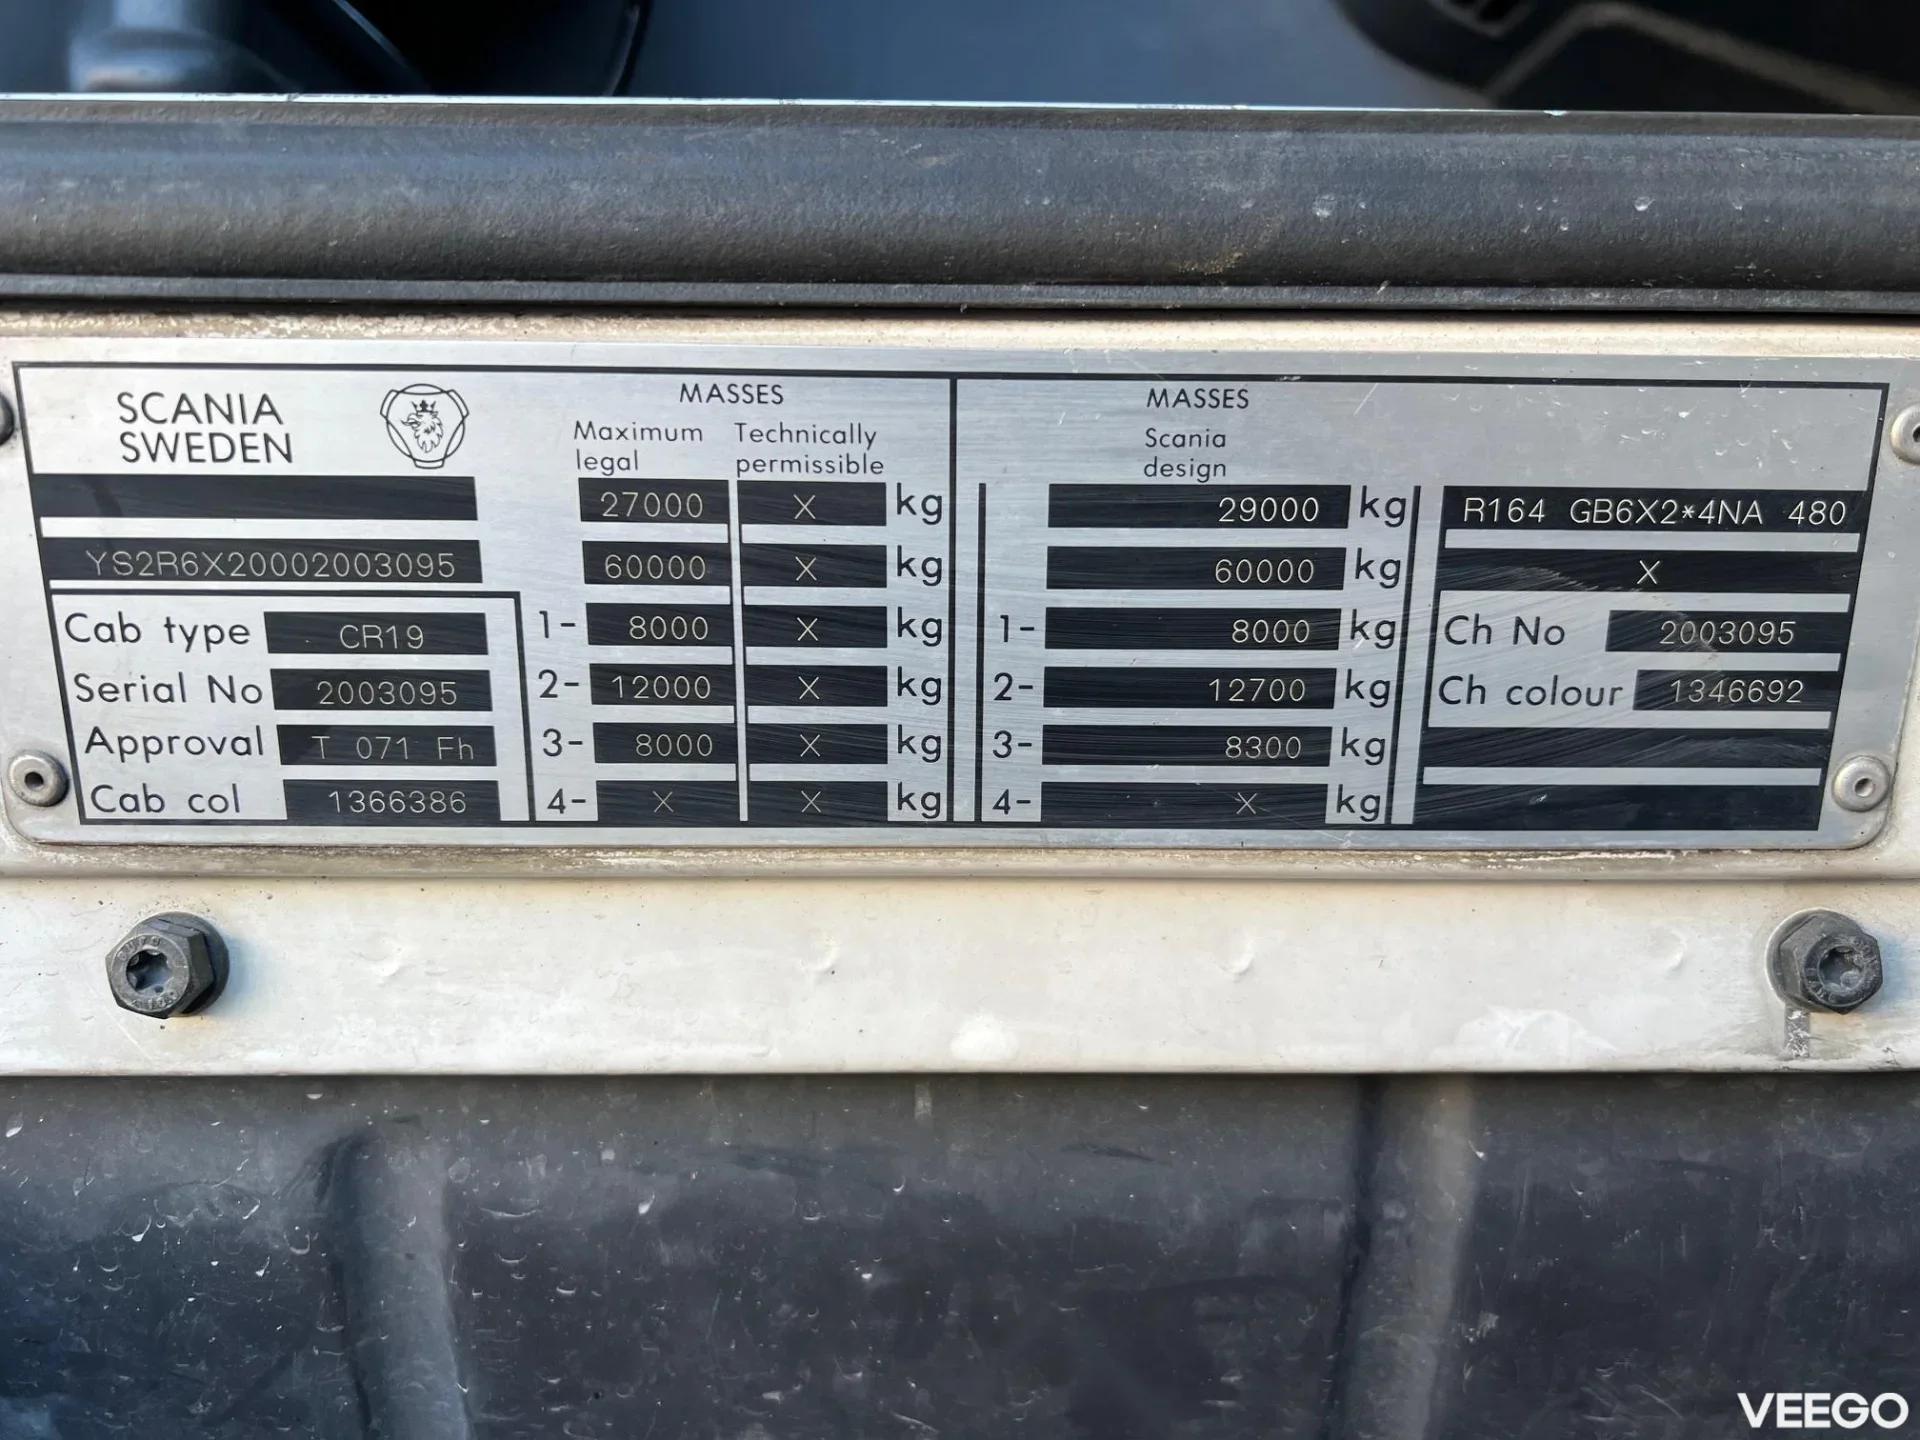 SCANIA
SWEDEN
YS2R6X20002003095
Cab type CR19
Serial No 2003095
Approval T 071 Fh
Cab col 1366386
MASSES
Maximum legal Technically permissible
27000 X kg
60000 X kg
1- 8000 X kg
2- 12000 X kg
3- 8000 X kg
4- X X kg
MASSES
Scania
design
29000 kg
60000 kg
1- 8000 kg
2- 12700 kg
3- 8300 kg
4- X kg
R164 GB6X2*4NA 480
X
Ch No 2003095
Ch colour 1346692
VEEGO